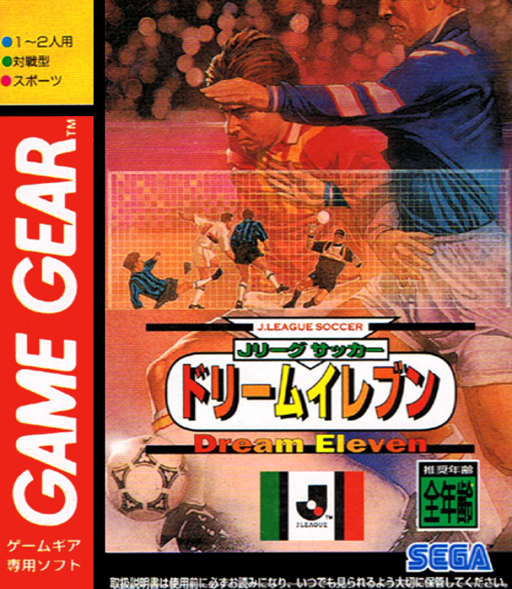 ●1〜2人用
●対戦型
●スポーツ
GAME GEAR™
ゲームギア
専用ソフト
J.LEAGUE SOCCER
Jリーグ サッカー
ドリームイレブン
Dream Eleven
J.LEAGUE
TM
推奨年齢
全年齢
SEGA
取扱説明書は使用前に必ずお読みになり、いつでも見られるよう大切に保管してください。